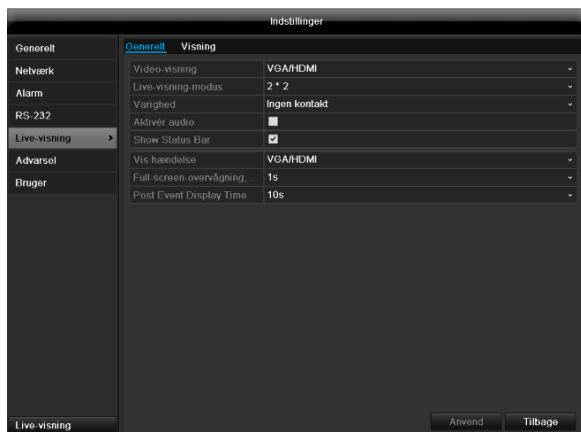 Indstillinger
Generelt
Netværk
Alarm
RS-232
Live-visning >
Advarsel
Bruger
Live-visning
Generelt Visning
Video-visning VGA/HDMI
Live-visning-modus 2 * 2
Varighed Ingen kontakt
Aktivér audio
Show Status Bar
Vis hændelse VGA/HDMI
Full-screen-overvågning, ... 1s
Post Event Display Time 10s
Anvend Tilbage